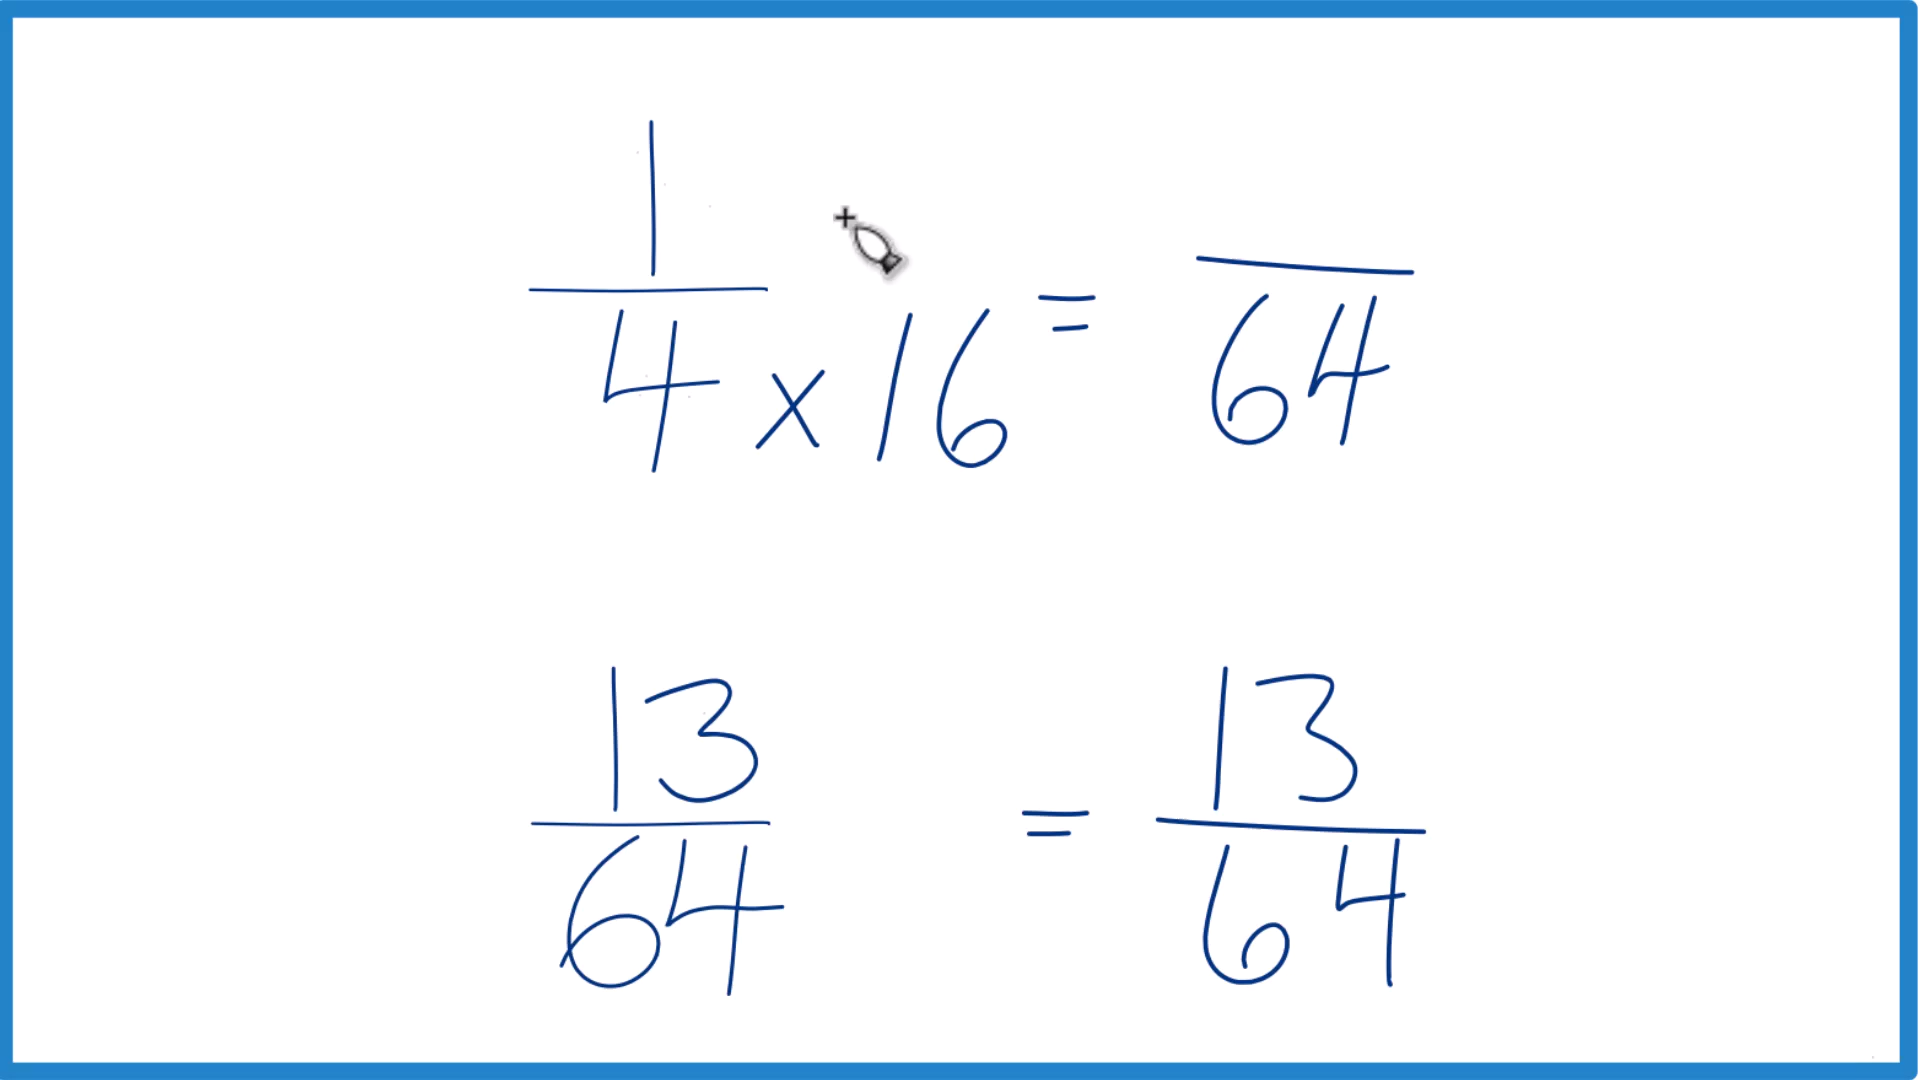 1
4 × 16 = 64
13 = 13
64 64